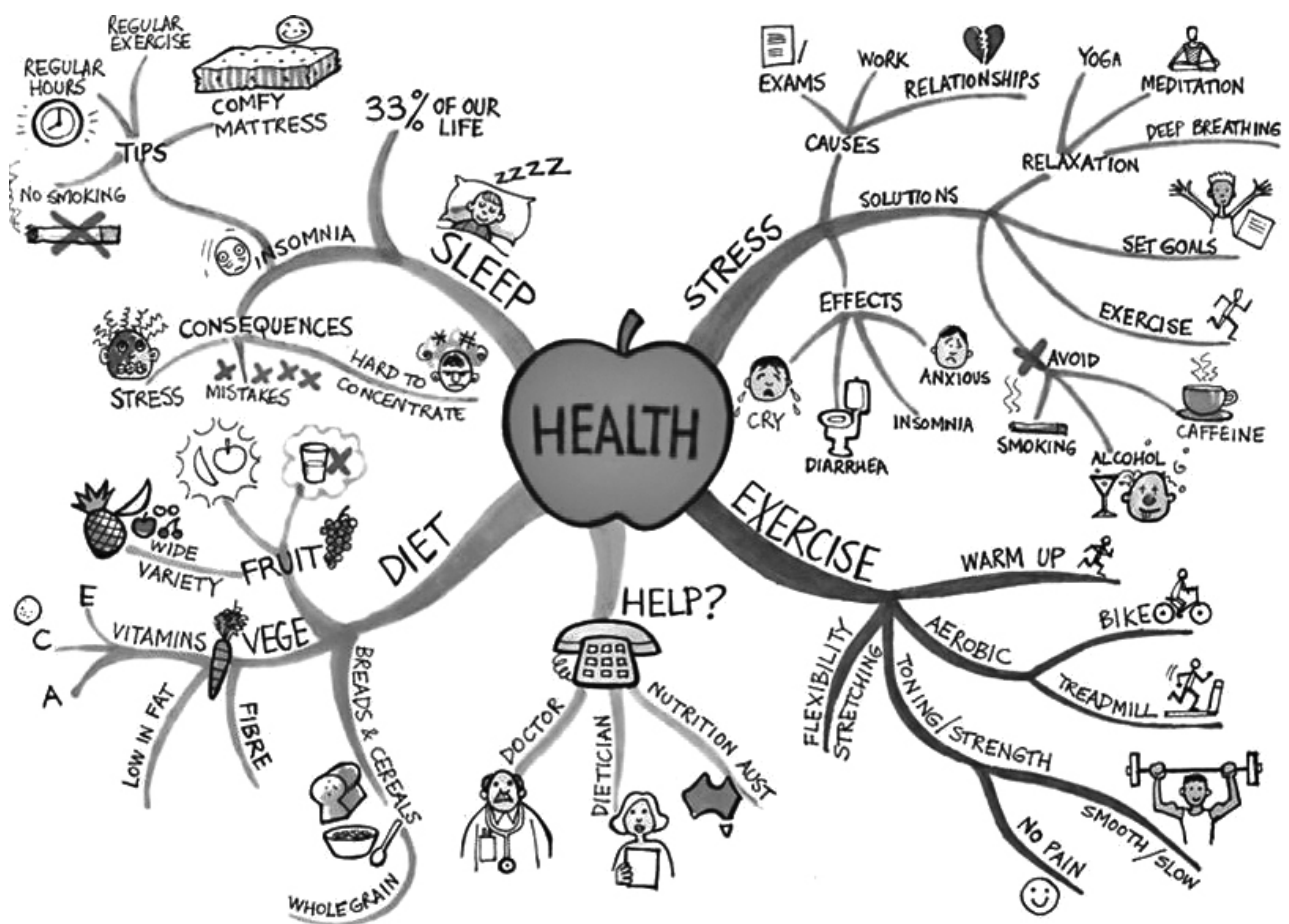 HEALTH
SLEEP
ZZZZ
33% OF OUR
LIFE
INSOMNIA
TIPS
REGULAR
EXERCISE
REGULAR
HOURS
COMFY
MATTRESS
NO SMOKING
CONSEQUENCES
STRESS
MISTAKES
HARD TO
CONCENTRATE
STRESS
CAUSES
EXAMS
WORK
RELATIONSHIPS
SOLUTIONS
RELAXATION
YOGA
MEDITATION
DEEP BREATHING
SET GOALS
EXERCISE
AVOID
SMOKING
ALCOHOL
CAFFEINE
EFFECTS
CRY
DIARRHEA
INSOMNIA
ANXIOUS
DIET
FRUIT
WIDE
VARIETY
VEGE
VITAMINS
E
C
A
LOW IN FAT
FIBRE
BREADS & CEREALS
WHOLEGRAIN
HELP?
DOCTOR
DIETICIAN
NUTRITION AUST
EXERCISE
WARM UP
AEROBIC
BIKE
TREADMILL
FLEXIBILITY
STRETCHING
TONING/STRENGTH
NO PAIN
SMOOTH/SLOW